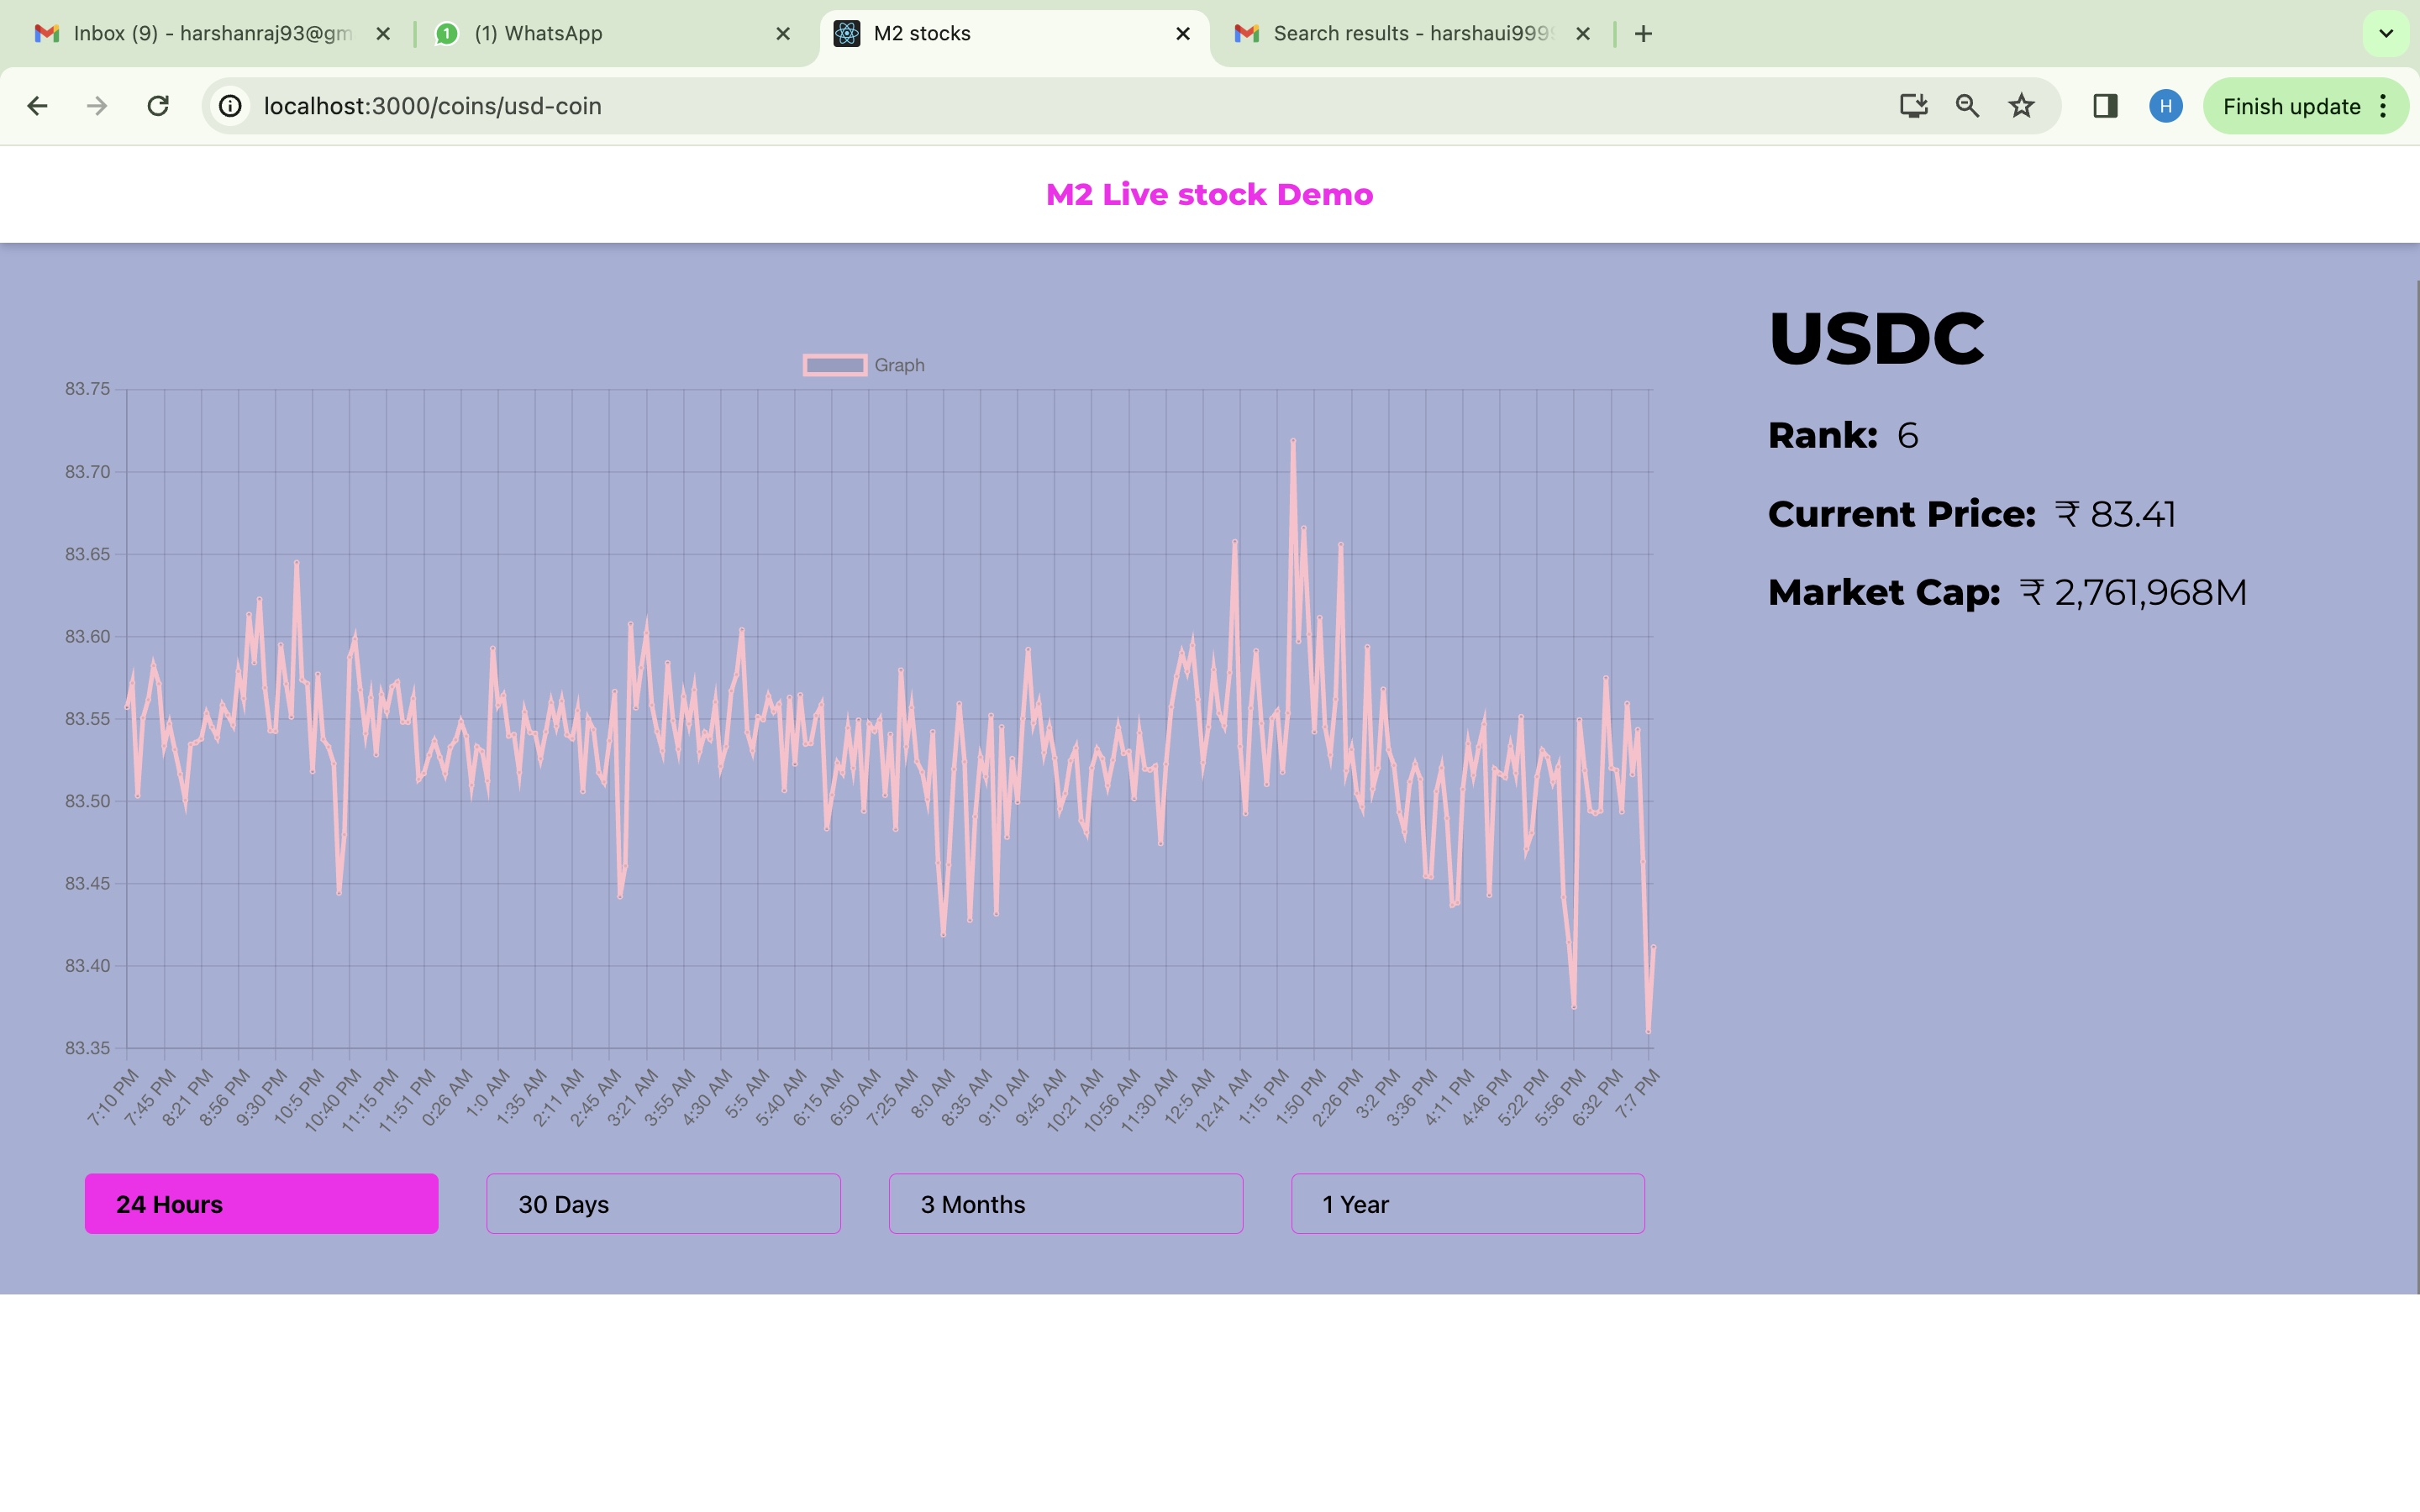 Inbox (9) - harshanraj93@gm
1
(1) WhatsApp
M2 stocks
Search results - harshaui999
localhost:3000/coins/usd-coin
H
Finish update
M2 Live stock Demo
USDC
Rank: 6
Current Price: ₹ 83.41
Market Cap: ₹ 2,761,968M
Graph
83.75
83.70
83.65
83.60
83.55
83.50
83.45
83.40
83.35
7:10 PM
7:45 PM
8:21 PM
8:56 PM
9:30 PM
10:5 PM
10:40 PM
11:15 PM
11:51 PM
0:26 AM
1:0 AM
1:35 AM
2:11 AM
2:45 AM
3:21 AM
3:55 AM
4:30 AM
5:5 AM
5:40 AM
6:15 AM
6:50 AM
7:25 AM
8:0 AM
8:35 AM
9:10 AM
9:45 AM
10:21 AM
10:56 AM
11:30 AM
12:5 AM
12:41 AM
1:15 PM
1:50 PM
2:26 PM
3:2 PM
3:36 PM
4:11 PM
4:46 PM
5:22 PM
5:56 PM
6:32 PM
7:7 PM
24 Hours
30 Days
3 Months
1 Year